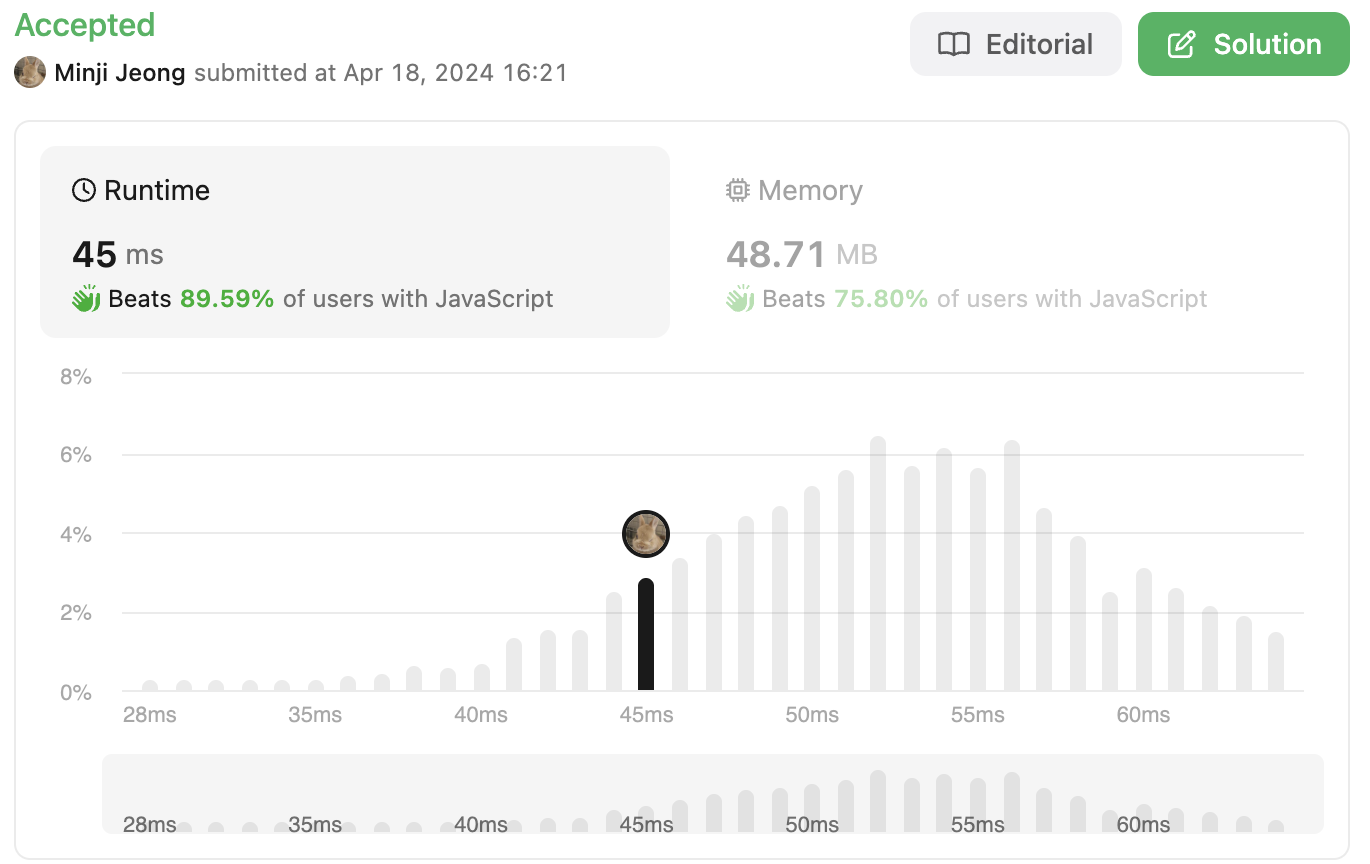 Accepted
Editorial
Solution
Minji Jeong submitted at Apr 18, 2024 16:21
Runtime
45 ms
Beats 89.59% of users with JavaScript
Memory
48.71 MB
Beats 75.80% of users with JavaScript
8%
6%
4%
2%
0%
28ms 35ms 40ms 45ms 50ms 55ms 60ms
28ms 35ms 40ms 45ms 50ms 55ms 60ms